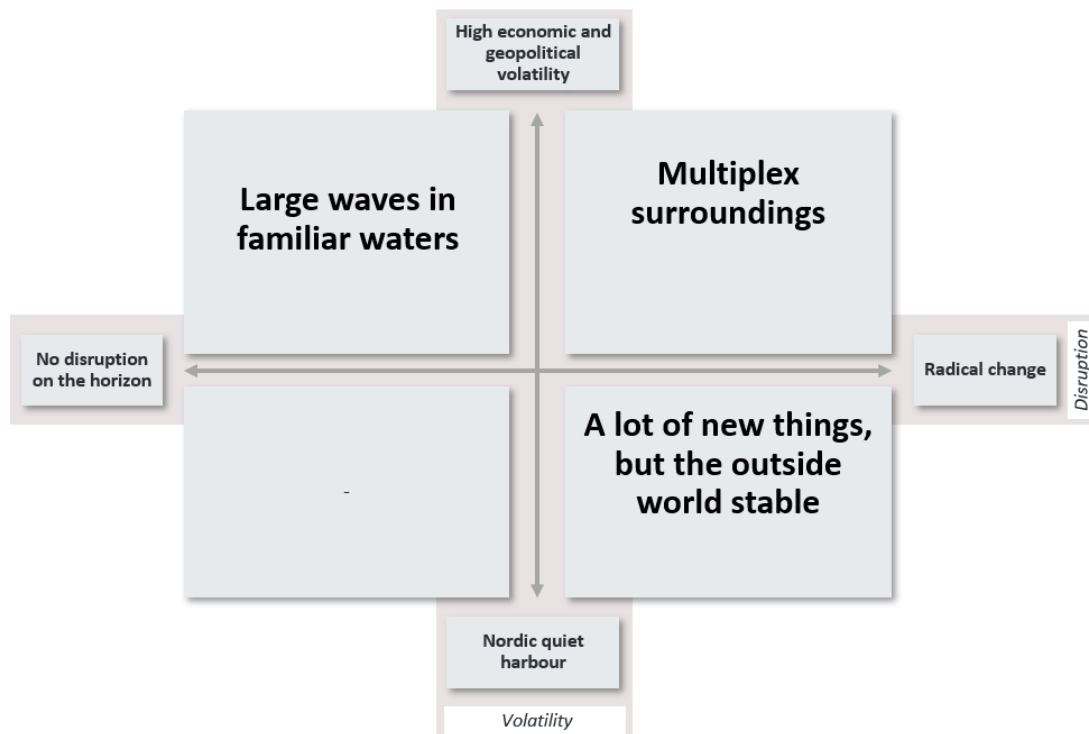 High economic and
geopolitical
volatility
Large waves in
familiar waters
Multiplex
surroundings
No disruption
on the horizon
Radical change
Disruption
-
A lot of new things,
but the outside
world stable
Nordic quiet
harbour
Volatility